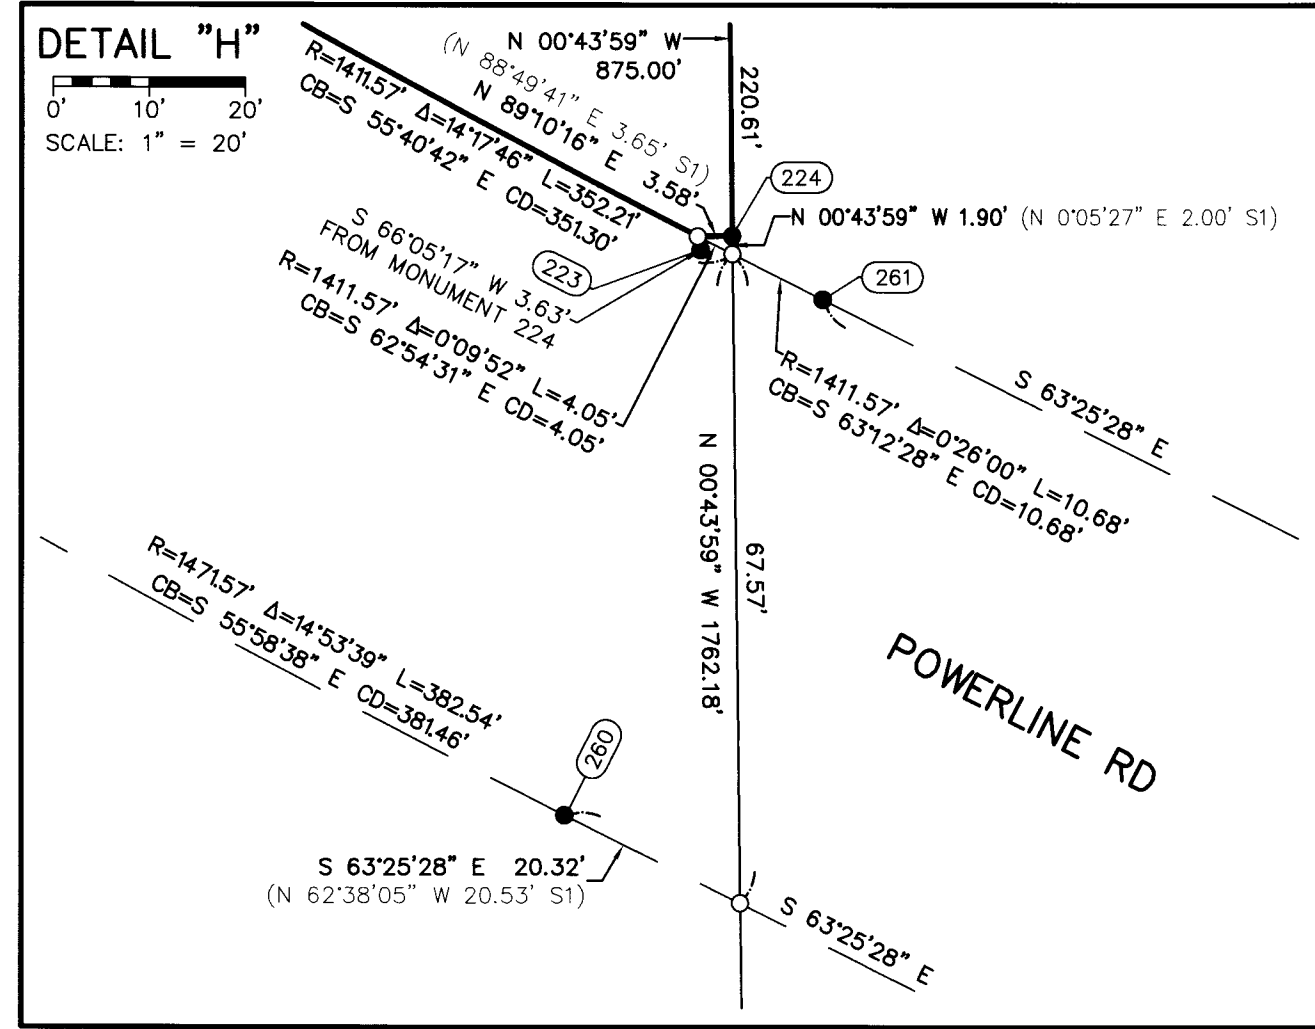 DETAIL "H"
0' 10' 20'
SCALE: 1" = 20'
N 00°43'59" W
875.00'
220.61'
(N 88°49'41" E 3.65' S1)
N 89°10'16" E 3.58'
R=1411.57' Δ=14°17'46" L=352.21'
CB=S 55°40'42" E CD=351.30'
224
N 00°43'59" W 1.90' (N 0°05'27" E 2.00' S1)
S 66°05'17" W 3.63'
FROM MONUMENT 224
223
261
R=1411.57' Δ=0°09'52" L=4.05'
CB=S 62°54'31" E CD=4.05'
R=1411.57' Δ=0°26'00" L=10.68'
CB=S 63°12'28" E CD=10.68'
S 63°25'28" E
N 00°43'59" W 1762.18'
67.57'
R=1471.57' Δ=14°53'39" L=382.54'
CB=S 55°58'38" E CD=381.46'
POWERLINE RD
260
S 63°25'28" E 20.32'
(N 62°38'05" W 20.53' S1)
S 63°25'28" E